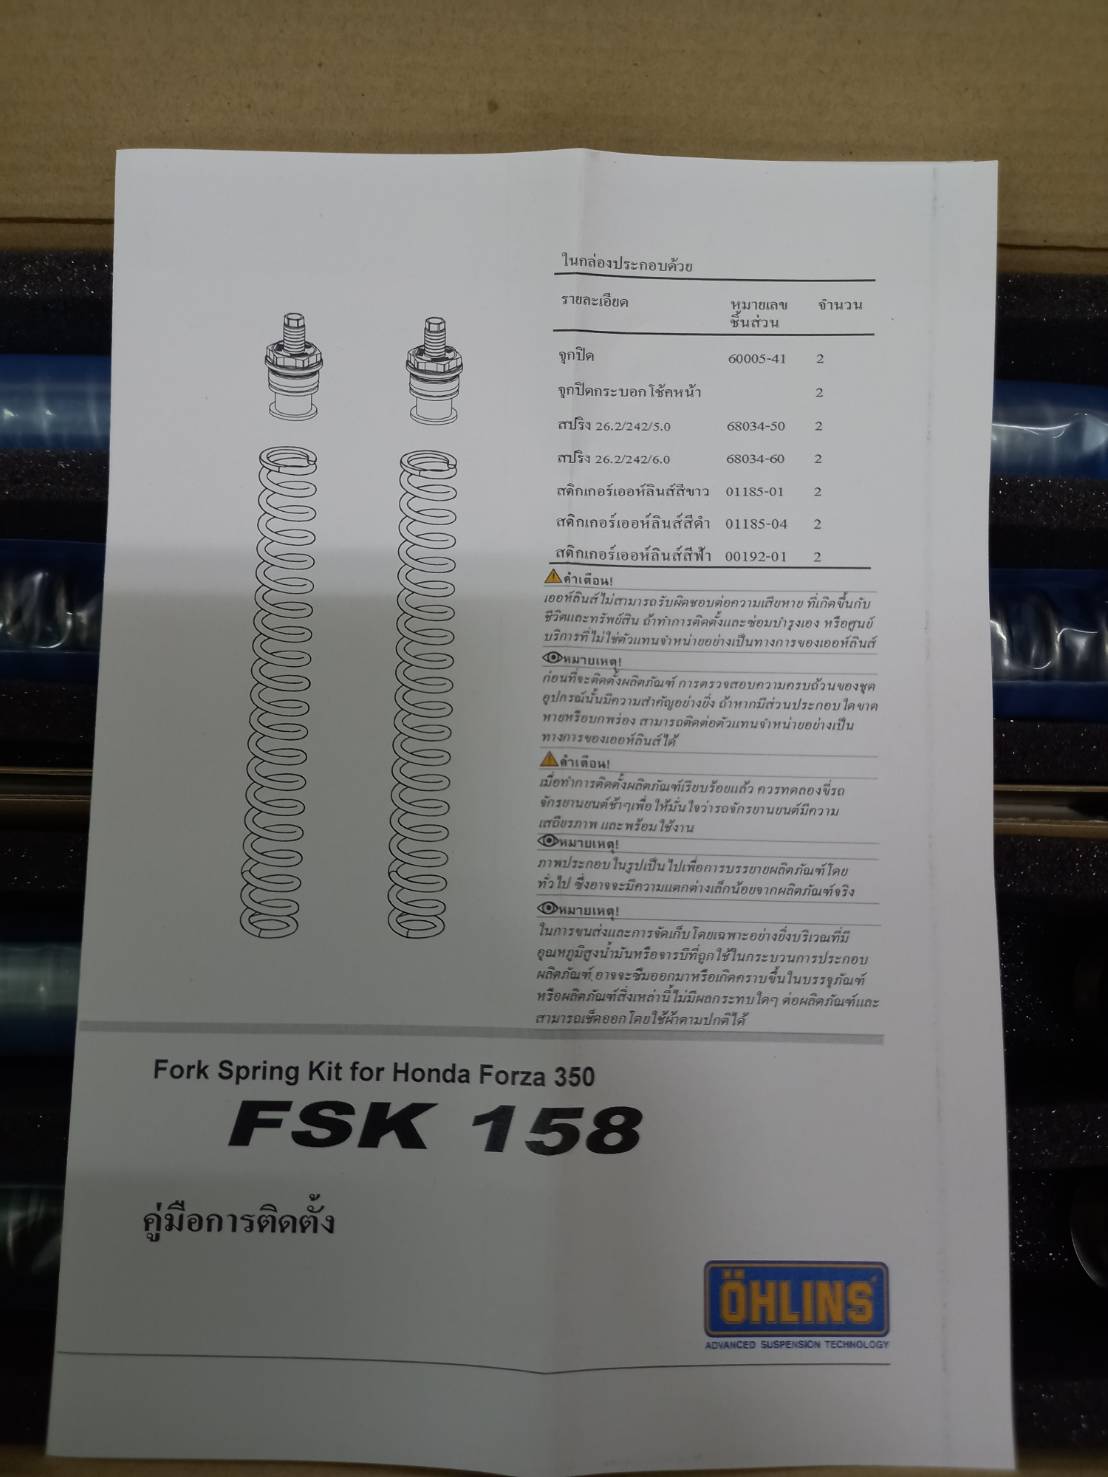 ในกล่องประกอบด้วย
รายละเอียด หมายเลขชิ้นส่วน จำนวน
จุกปิด 60005-41 2
จุกปิดกระบอกโช้คหน้า 2
สปริง 26.2/242/5.0 68034-50 2
สปริง 26.2/242/6.0 68034-60 2
สติกเกอร์เออห์ลินส์สีขาว 01185-01 2
สติกเกอร์เออห์ลินส์สีดำ 01185-04 2
สติกเกอร์เออห์ลินส์สีฟ้า 00192-01 2
คำเตือน!
เออห์ลินส์ไม่สามารถรับผิดชอบต่อความเสียหาย ที่เกิดขึ้นกับ
ชีวิตและทรัพย์สิน ถ้าทำการติดตั้งและซ่อมบำรุงเอง หรือศูนย์
บริการที่ไม่ใช่ตัวแทนจำหน่ายอย่างเป็นทางการของเออห์ลินส์
หมายเหตุ!
ก่อนที่จะติดตั้งผลิตภัณฑ์ การตรวจสอบความครบถ้วนของชุด
อุปกรณ์นั้นมีความสำคัญอย่างยิ่ง ถ้าหากมีส่วนประกอบใดขาด
หายหรือบกพร่อง สามารถติดต่อตัวแทนจำหน่ายอย่างเป็น
ทางการของเออห์ลินส์ได้
คำเตือน!
เมื่อทำการติดตั้งผลิตภัณฑ์เรียบร้อยแล้ว ควรทดลองขี่รถ
จักรยานยนต์ช้าๆเพื่อให้มั่นใจว่ารถจักรยานยนต์มีความ
เสถียรภาพ และพร้อมใช้งาน
หมายเหตุ!
ภาพประกอบในรูปเป็นไปเพื่อการบรรยายผลิตภัณฑ์โดย
ทั่วไป ซึ่งอาจจะมีความแตกต่างเล็กน้อยจากผลิตภัณฑ์จริง
หมายเหตุ!
ในการขนส่งและการจัดเก็บโดยเฉพาะอย่างยิ่งบริเวณที่มี
อุณหภูมิสูงน้ำมันหรือจารบีที่ถูกใช้ในกระบวนการประกอบ
ผลิตภัณฑ์ อาจจะซึมออกมาหรือเกิดคราบขึ้นในบรรจุภัณฑ์
หรือผลิตภัณฑ์สิ่งเหล่านี้ไม่มีผลกระทบใดๆ ต่อผลิตภัณฑ์และ
สามารถเช็ดออกโดยใช้ผ้าตามปกติได้
Fork Spring Kit for Honda Forza 350
FSK 158
คู่มือการติดตั้ง
ÖHLINS
ADVANCED SUSPENSION TECHNOLOGY